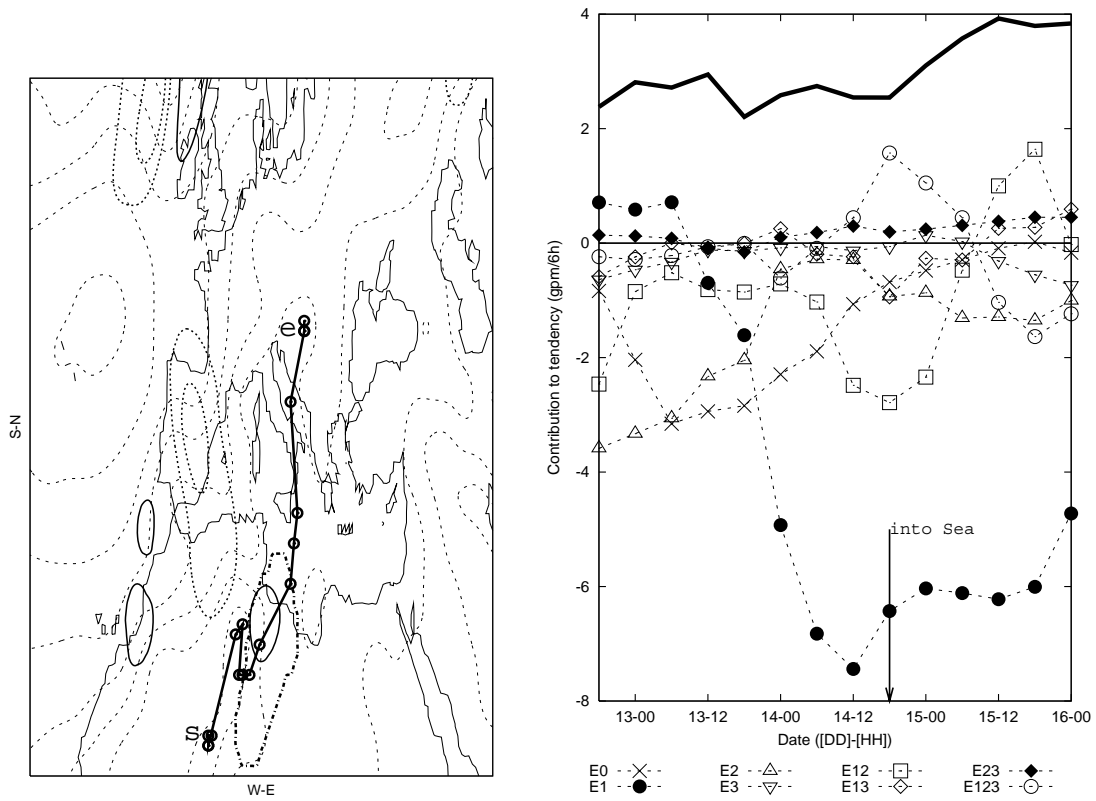 S-N
e
s
W-E
4
2
0
-2
-4
-6
-8
Contribution to tendency (gpm/6h)
into Sea
13-00 13-12 14-00 14-12 15-00 15-12 16-00
Date ([DD]-[HH])
E0 E2 E12 E23
E1 E3 E13 E123